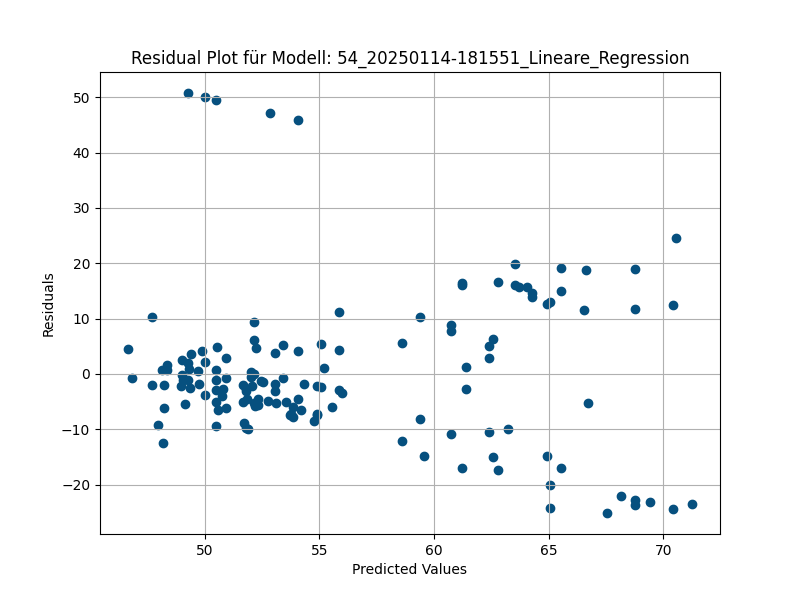 Residual Plot für Modell: 54_20250114-181551_Lineare_Regression
50
40
30
20
10
0
−10
−20
Residuals
50 55 60 65 70
Predicted Values